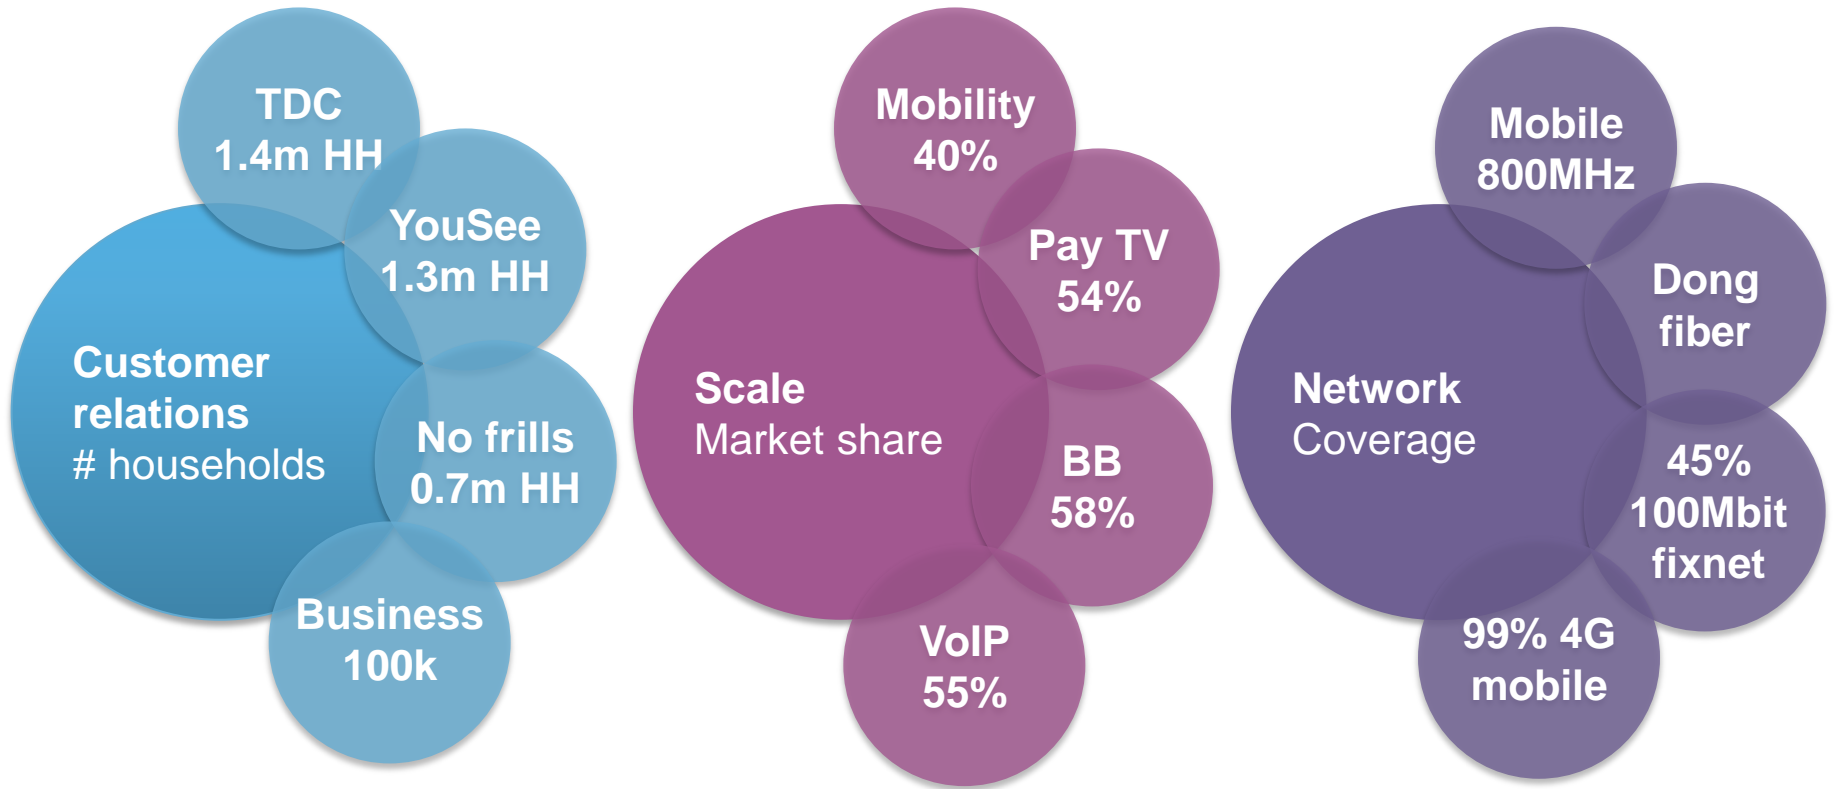 TDC
1.4m HH
YouSee
1.3m HH
Customer
relations
# households
No frills
0.7m HH
Business
100k
Mobility
40%
Pay TV
54%
Scale
Market share
BB
58%
VoIP
55%
Mobile
800MHz
Dong
fiber
Network
Coverage
45%
100Mbit
fixnet
99% 4G
mobile